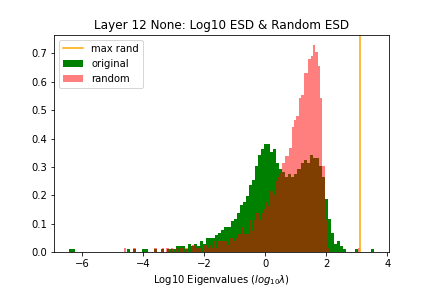 Layer 12 None: Log10 ESD & Random ESD
max rand
original
random
0.7
0.6
0.5
0.4
0.3
0.2
0.1
0.0
−6 −4 −2 0 2 4
Log10 Eigenvalues (log₁₀λ)